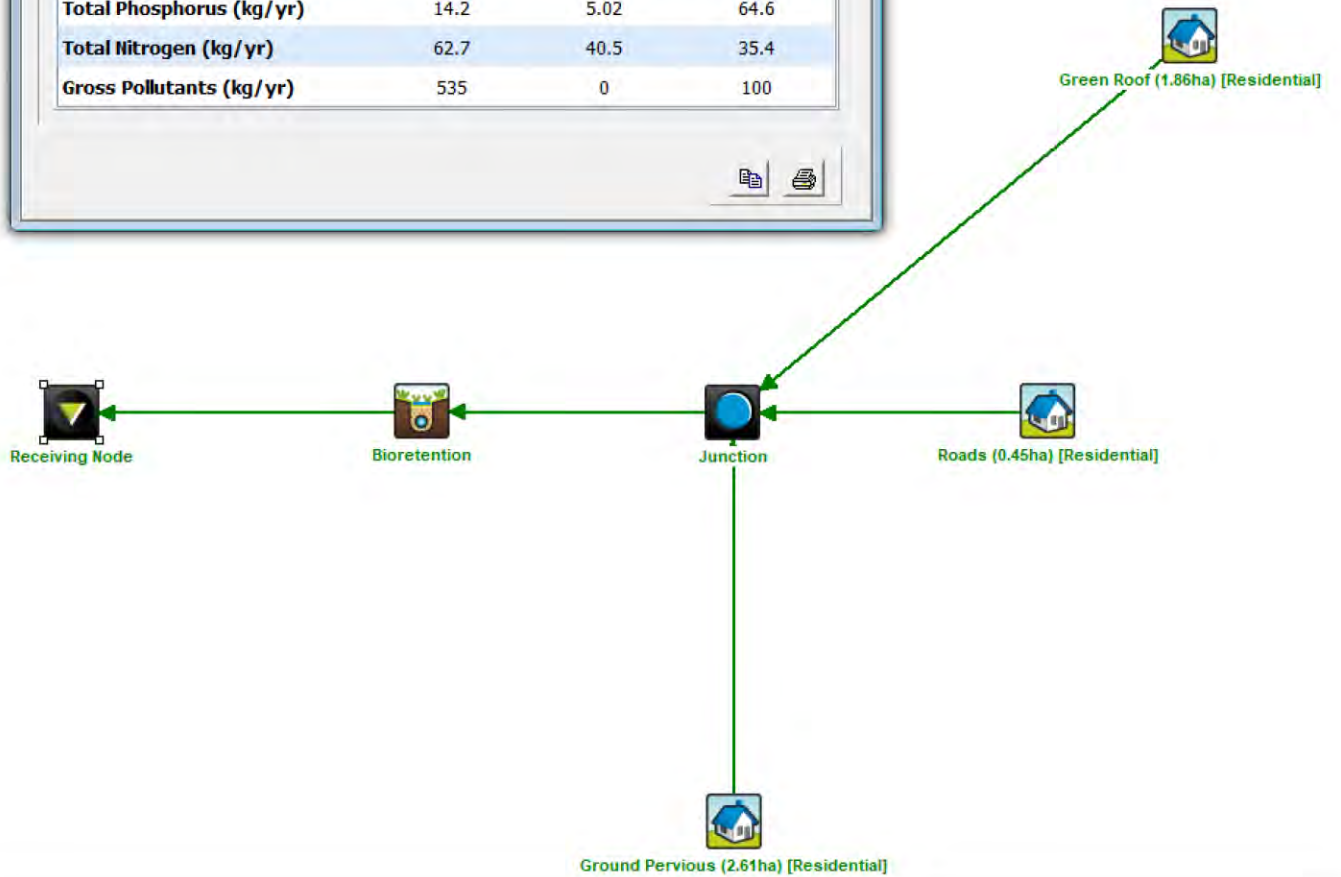 Total Phosphorus (kg/yr) 14.2 5.02 64.6
Total Nitrogen (kg/yr) 62.7 40.5 35.4
Gross Pollutants (kg/yr) 535 0 100
Green Roof (1.86ha) [Residential]
Receiving Node
Bioretention
Junction
Roads (0.45ha) [Residential]
Ground Pervious (2.61ha) [Residential]